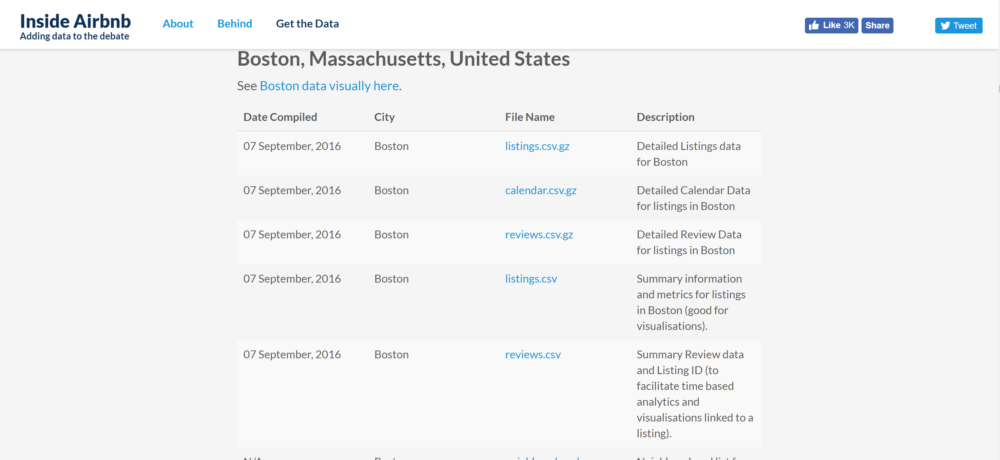 Inside Airbnb
Adding data to the debate
About
Behind
Get the Data
Like 3K
Share
Tweet
Boston, Massachusetts, United States
See Boston data visually here.
Date Compiled City File Name Description
07 September, 2016 Boston listings.csv.gz Detailed Listings data
for Boston
07 September, 2016 Boston calendar.csv.gz Detailed Calendar Data
for listings in Boston
07 September, 2016 Boston reviews.csv.gz Detailed Review Data
for listings in Boston
07 September, 2016 Boston listings.csv Summary information
and metrics for listings
in Boston (good for
visualisations).
07 September, 2016 Boston reviews.csv Summary Review data
and Listing ID (to
facilitate time based
analytics and
visualisations linked to a
listing).